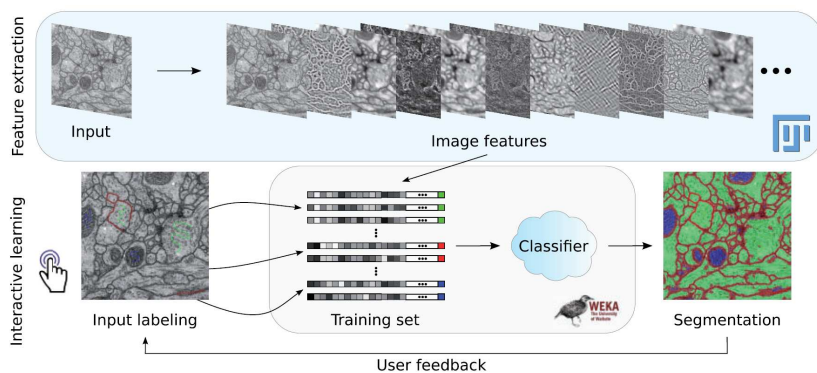 Feature extraction
Input
Image features
Interactive learning
Input labeling
Training set
Classifier
WEKA
The University
of Waikato
Segmentation
User feedback